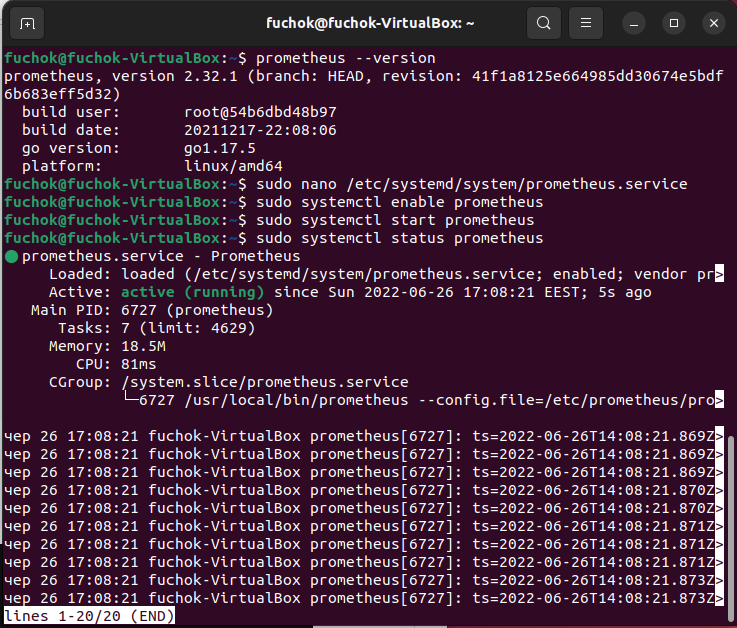 fuchok@fuchok-VirtualBox: ~
fuchok@fuchok-VirtualBox:~$ prometheus --version
prometheus, version 2.32.1 (branch: HEAD, revision: 41f1a8125e664985dd30674e5bdf
6b683eff5d32)
  build user:       root@54b6dbd48b97
  build date:       20211217-22:08:06
  go version:       go1.17.5
  platform:         linux/amd64
fuchok@fuchok-VirtualBox:~$ sudo nano /etc/systemd/system/prometheus.service
fuchok@fuchok-VirtualBox:~$ sudo systemctl enable prometheus
fuchok@fuchok-VirtualBox:~$ sudo systemctl start prometheus
fuchok@fuchok-VirtualBox:~$ sudo systemctl status prometheus
● prometheus.service - Prometheus
     Loaded: loaded (/etc/systemd/system/prometheus.service; enabled; vendor pr>
     Active: active (running) since Sun 2022-06-26 17:08:21 EEST; 5s ago
   Main PID: 6727 (prometheus)
      Tasks: 7 (limit: 4629)
     Memory: 18.5M
        CPU: 81ms
     CGroup: /system.slice/prometheus.service
             └─6727 /usr/local/bin/prometheus --config.file=/etc/prometheus/pro>
чер 26 17:08:21 fuchok-VirtualBox prometheus[6727]: ts=2022-06-26T14:08:21.869Z>
чер 26 17:08:21 fuchok-VirtualBox prometheus[6727]: ts=2022-06-26T14:08:21.869Z>
чер 26 17:08:21 fuchok-VirtualBox prometheus[6727]: ts=2022-06-26T14:08:21.869Z>
чер 26 17:08:21 fuchok-VirtualBox prometheus[6727]: ts=2022-06-26T14:08:21.870Z>
чер 26 17:08:21 fuchok-VirtualBox prometheus[6727]: ts=2022-06-26T14:08:21.870Z>
чер 26 17:08:21 fuchok-VirtualBox prometheus[6727]: ts=2022-06-26T14:08:21.871Z>
чер 26 17:08:21 fuchok-VirtualBox prometheus[6727]: ts=2022-06-26T14:08:21.871Z>
чер 26 17:08:21 fuchok-VirtualBox prometheus[6727]: ts=2022-06-26T14:08:21.871Z>
чер 26 17:08:21 fuchok-VirtualBox prometheus[6727]: ts=2022-06-26T14:08:21.873Z>
чер 26 17:08:21 fuchok-VirtualBox prometheus[6727]: ts=2022-06-26T14:08:21.873Z>
lines 1-20/20 (END)